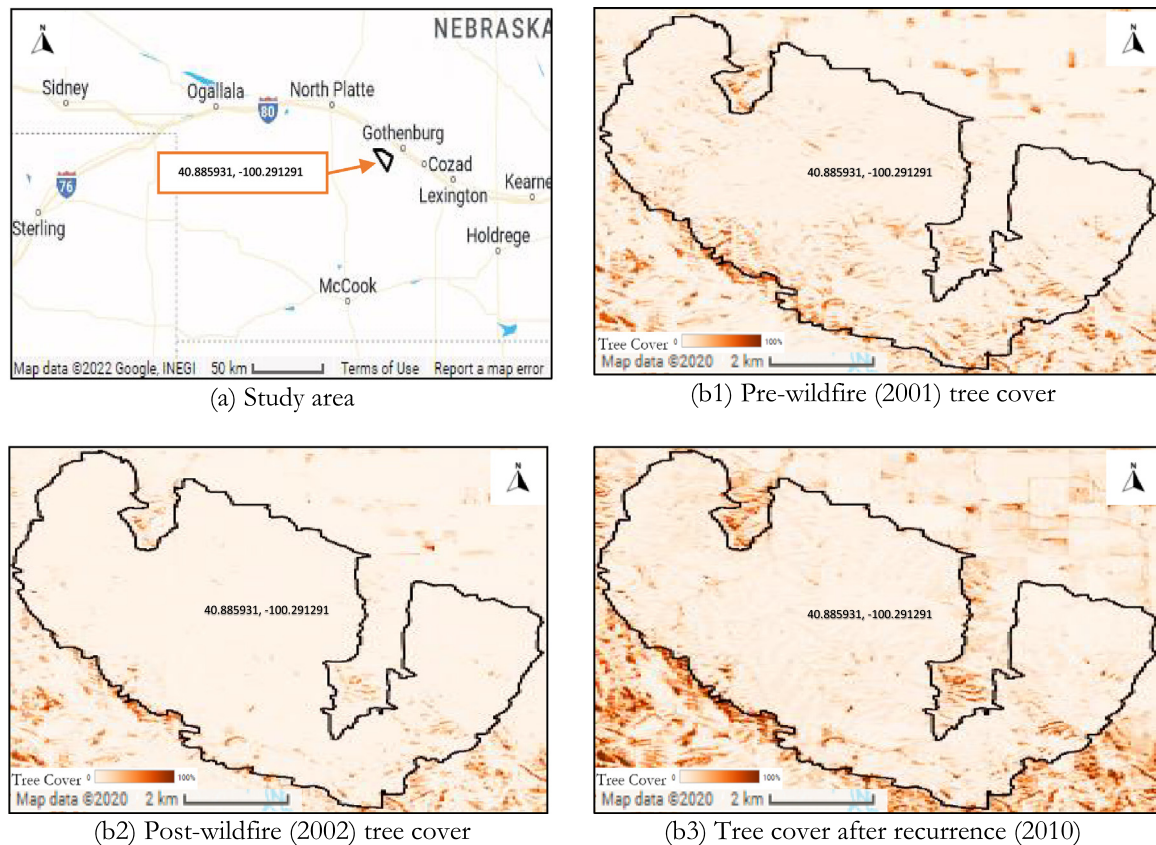 N
NEBRASKA
Sidney
Ogallala
North Platte
80
Gothenburg
40.885931, -100.291291
Cozad
76
Lexington
Kearne
Sterling
Holdrege
McCook
Map data ©2022 Google, INEGI 50 km Terms of Use Report a map error
(a) Study area
N
40.885931, -100.291291
Tree Cover 0 100%
Map data ©2020 2 km
(b1) Pre-wildfire (2001) tree cover
N
40.885931, -100.291291
Tree Cover 0 100%
Map data ©2020 2 km
(b2) Post-wildfire (2002) tree cover
N
40.885931, -100.291291
Tree Cover 0 100%
Map data ©2020 2 km
(b3) Tree cover after recurrence (2010)